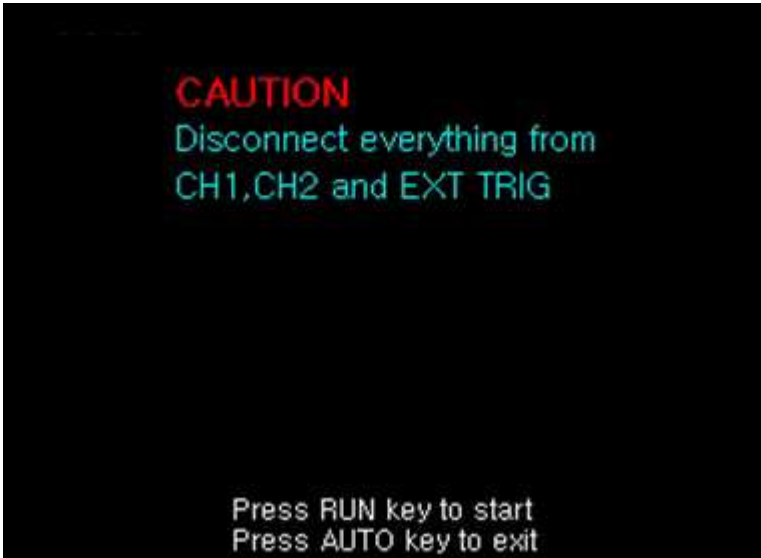 CAUTION
Disconnect everything from
CH1,CH2 and EXT TRIG
Press RUN key to start
Press AUTO key to exit